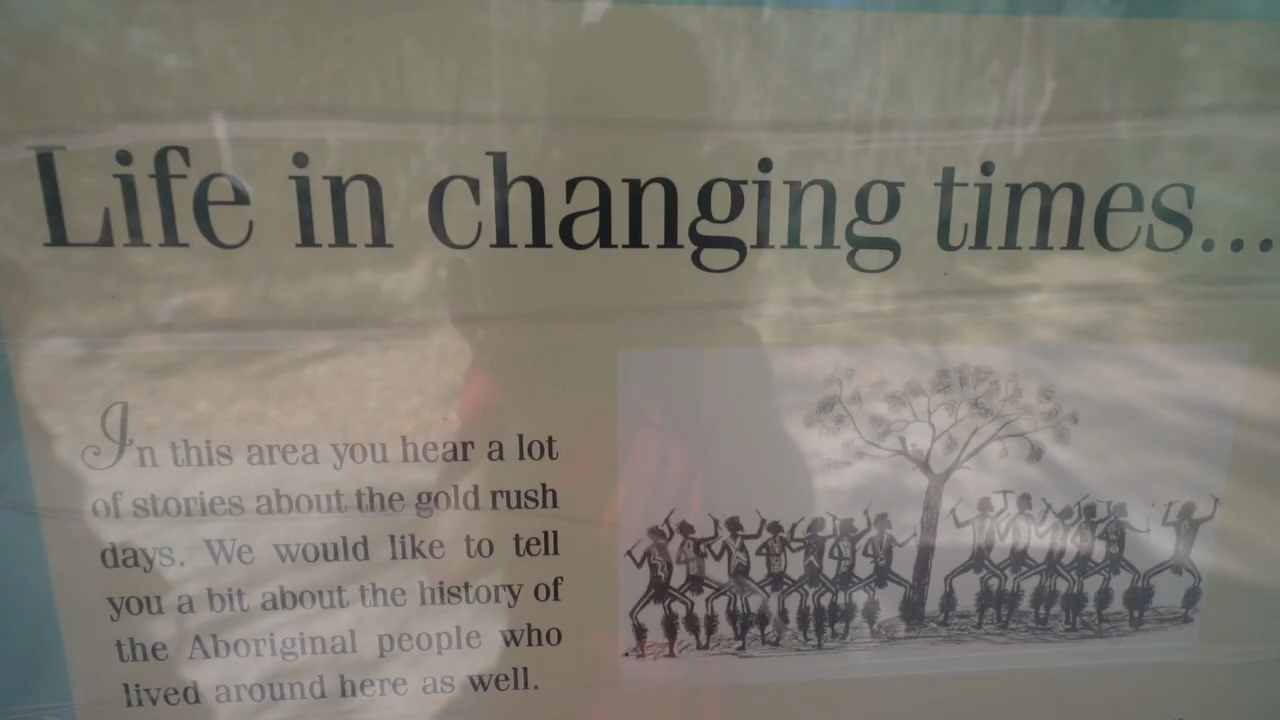 Life in changing times...
In this area you hear a lot
of stories about the gold rush
days. We would like to tell
you a bit about the history of
the Aboriginal people who
lived around here as well.